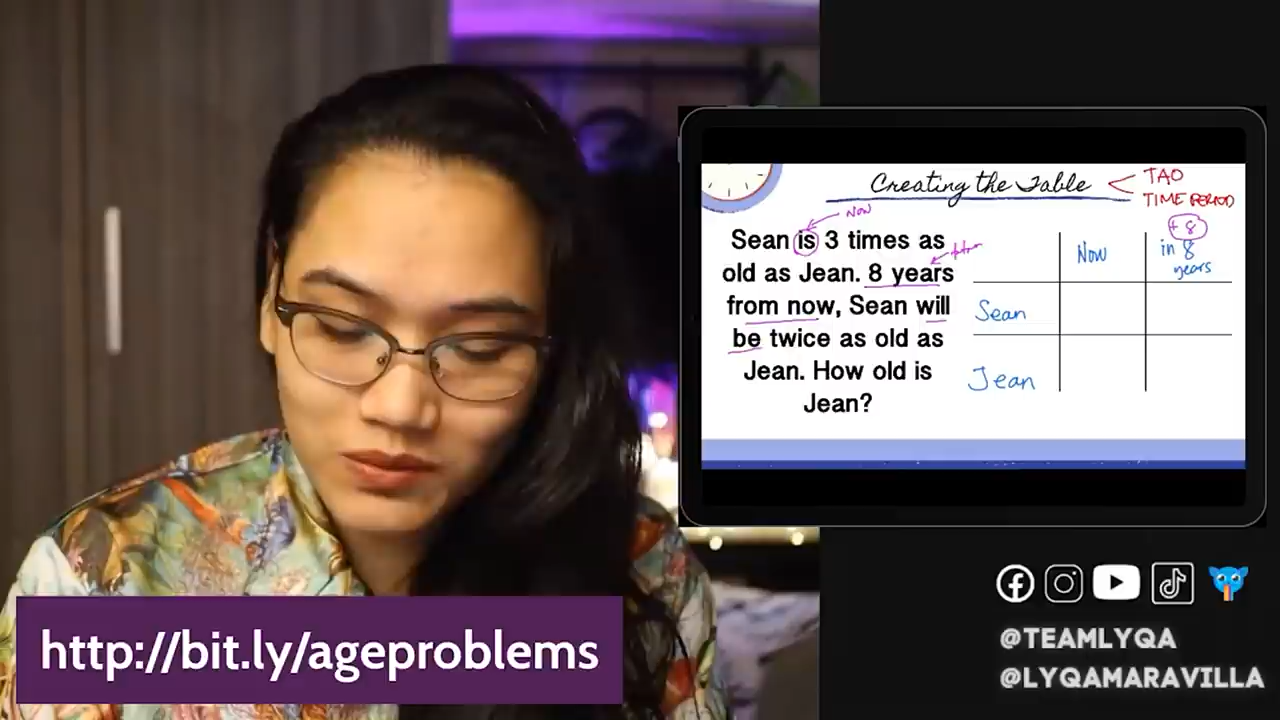 Creating the Table
TAO
TIME PERIOD
Now
+8
Sean is 3 times as
old as Jean. 8 years
from now, Sean will
be twice as old as
Jean. How old is
Jean?
Now
in 8
years
Sean
Jean
http://bit.ly/ageproblems
@TEAMLYQA
@LYQAMARAVILLA